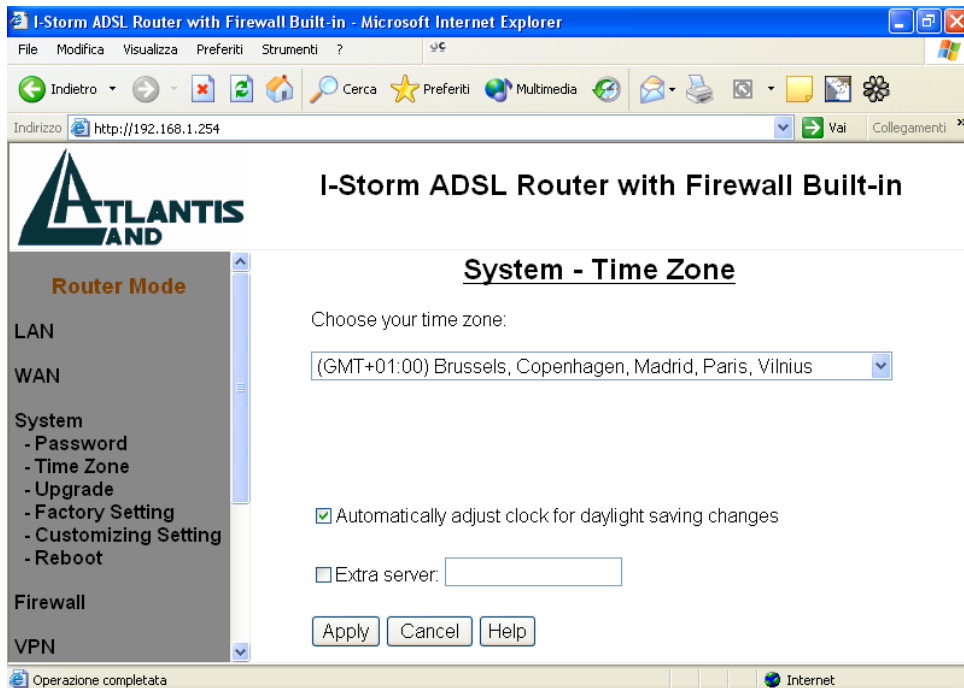 I-Storm ADSL Router with Firewall Built-in - Microsoft Internet Explorer
File Modifica Visualizza Preferiti Strumenti ?
Indietro Cerca Preferiti Multimedia
Indirizzo http://192.168.1.254 Vai Collegamenti »
ATLANTIS
LAND
I-Storm ADSL Router with Firewall Built-in
Router Mode
LAN
WAN
System
- Password
- Time Zone
- Upgrade
- Factory Setting
- Customizing Setting
- Reboot
Firewall
VPN
System - Time Zone
Choose your time zone:
(GMT+01:00) Brussels, Copenhagen, Madrid, Paris, Vilnius
Automatically adjust clock for daylight saving changes
Extra server:
Apply Cancel Help
Operazione completata Internet